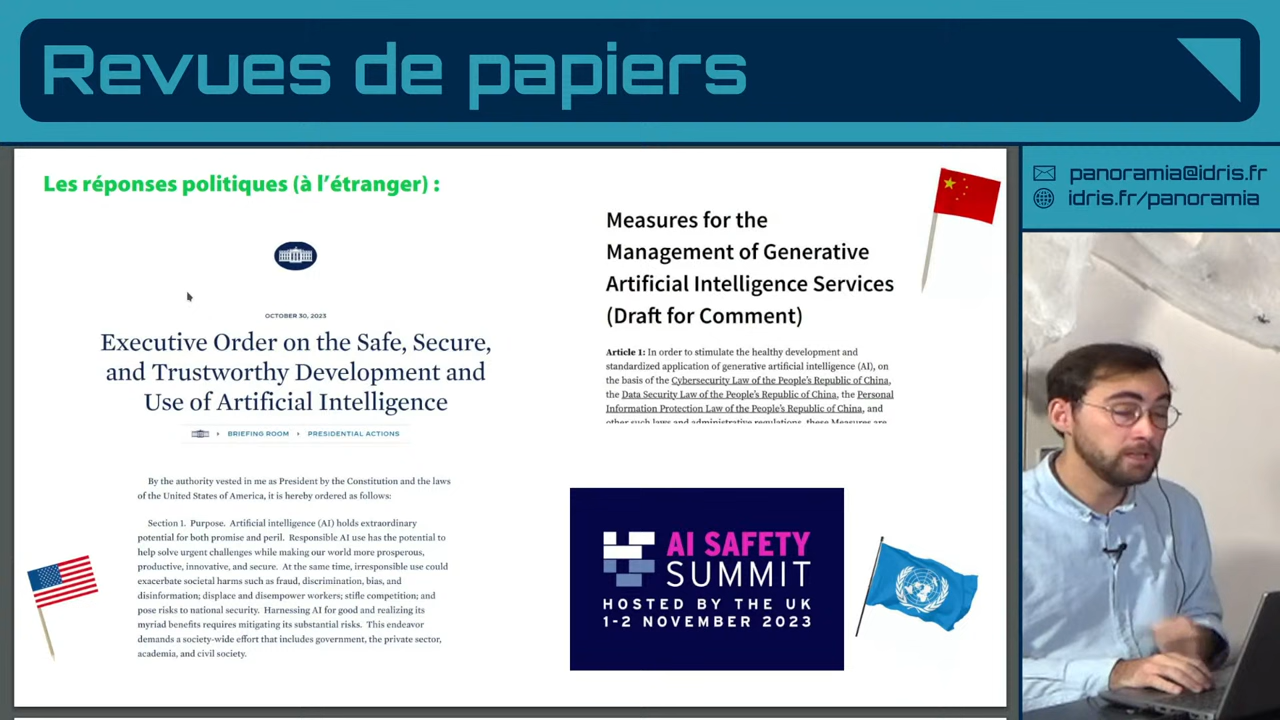 Revues de papiers
panoramia@idris.fr
idris.fr/panoramia
Les réponses politiques (à l'étranger) :
OCTOBER 30, 2023
Executive Order on the Safe, Secure,
and Trustworthy Development and
Use of Artificial Intelligence
BRIEFING ROOM
PRESIDENTIAL ACTIONS
By the authority vested in me as President by the Constitution and the laws
of the United States of America, it is hereby ordered as follows:
Section 1. Purpose. Artificial intelligence (AI) holds extraordinary
potential for both promise and peril. Responsible AI use has the potential to
help solve urgent challenges while making our world more prosperous,
productive, innovative, and secure. At the same time, irresponsible use could
exacerbate societal harms such as fraud, discrimination, bias, and
disinformation; displace and disempower workers; stifle competition; and
pose risks to national security. Harnessing AI for good and realizing its
myriad benefits requires mitigating its substantial risks. This endeavor
demands a society-wide effort that includes government, the private sector,
academia, and civil society.
Measures for the
Management of Generative
Artificial Intelligence Services
(Draft for Comment)
Article 1: In order to stimulate the healthy development and
standardized application of generative artificial intelligence (AI), on
the basis of the Cybersecurity Law of the People's Republic of China,
the Data Security Law of the People's Republic of China, the Personal
Information Protection Law of the People's Republic of China, and
other such laws and administrative regulations, these Measures are
AI SAFETY
SUMMIT
HOSTED BY THE UK
1-2 NOVEMBER 2023